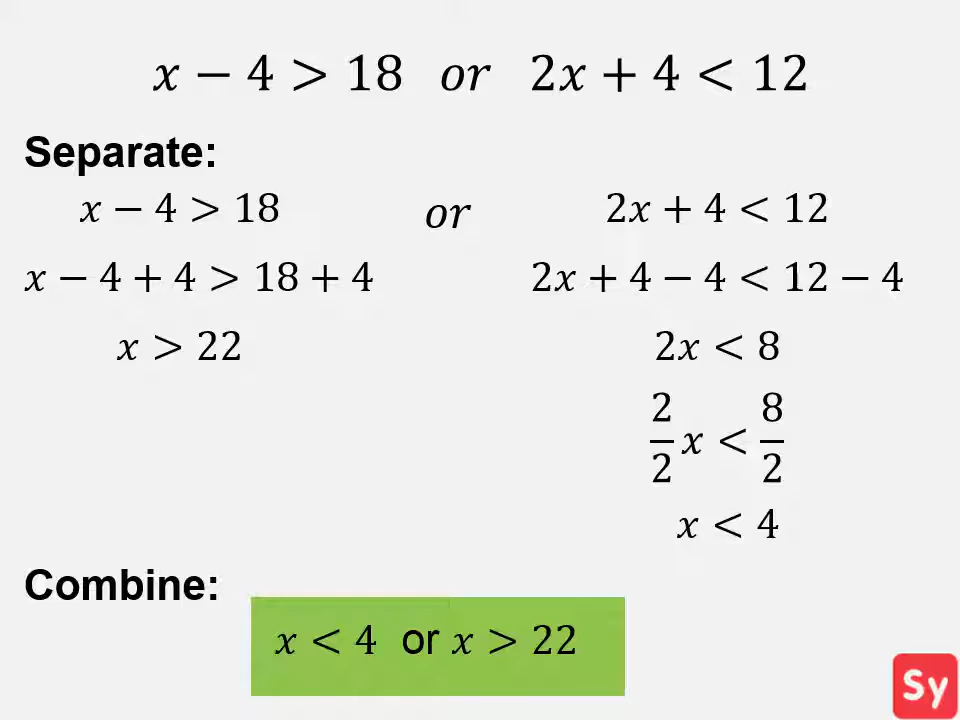 𝑥 − 4 > 18 𝑜𝑟 2𝑥 + 4 < 12
Separate:
𝑥 − 4 > 18 𝑜𝑟 2𝑥 + 4 < 12
𝑥 − 4 + 4 > 18 + 4 2𝑥 + 4 − 4 < 12 − 4
𝑥 > 22 2𝑥 < 8
2/2 𝑥 < 8/2
𝑥 < 4
Combine:
𝑥 < 4 or 𝑥 > 22
Sy